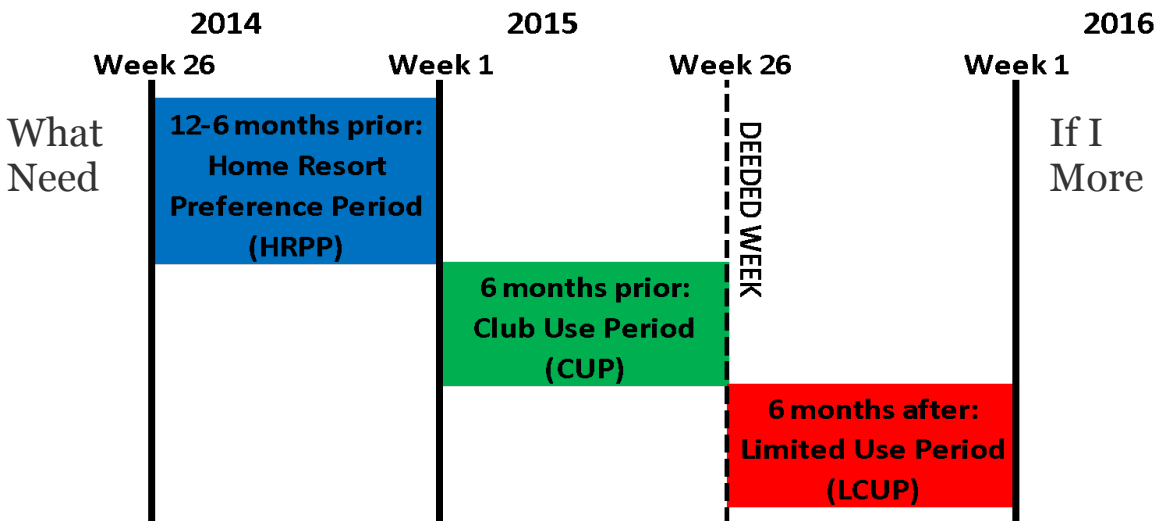 2014
2015
2016
Week 26
Week 1
Week 26
Week 1
What
Need
12-6 months prior:
Home Resort
Preference Period
(HRPP)
6 months prior:
Club Use Period
(CUP)
DEEDED WEEK
6 months after:
Limited Use Period
(LCUP)
If I
More